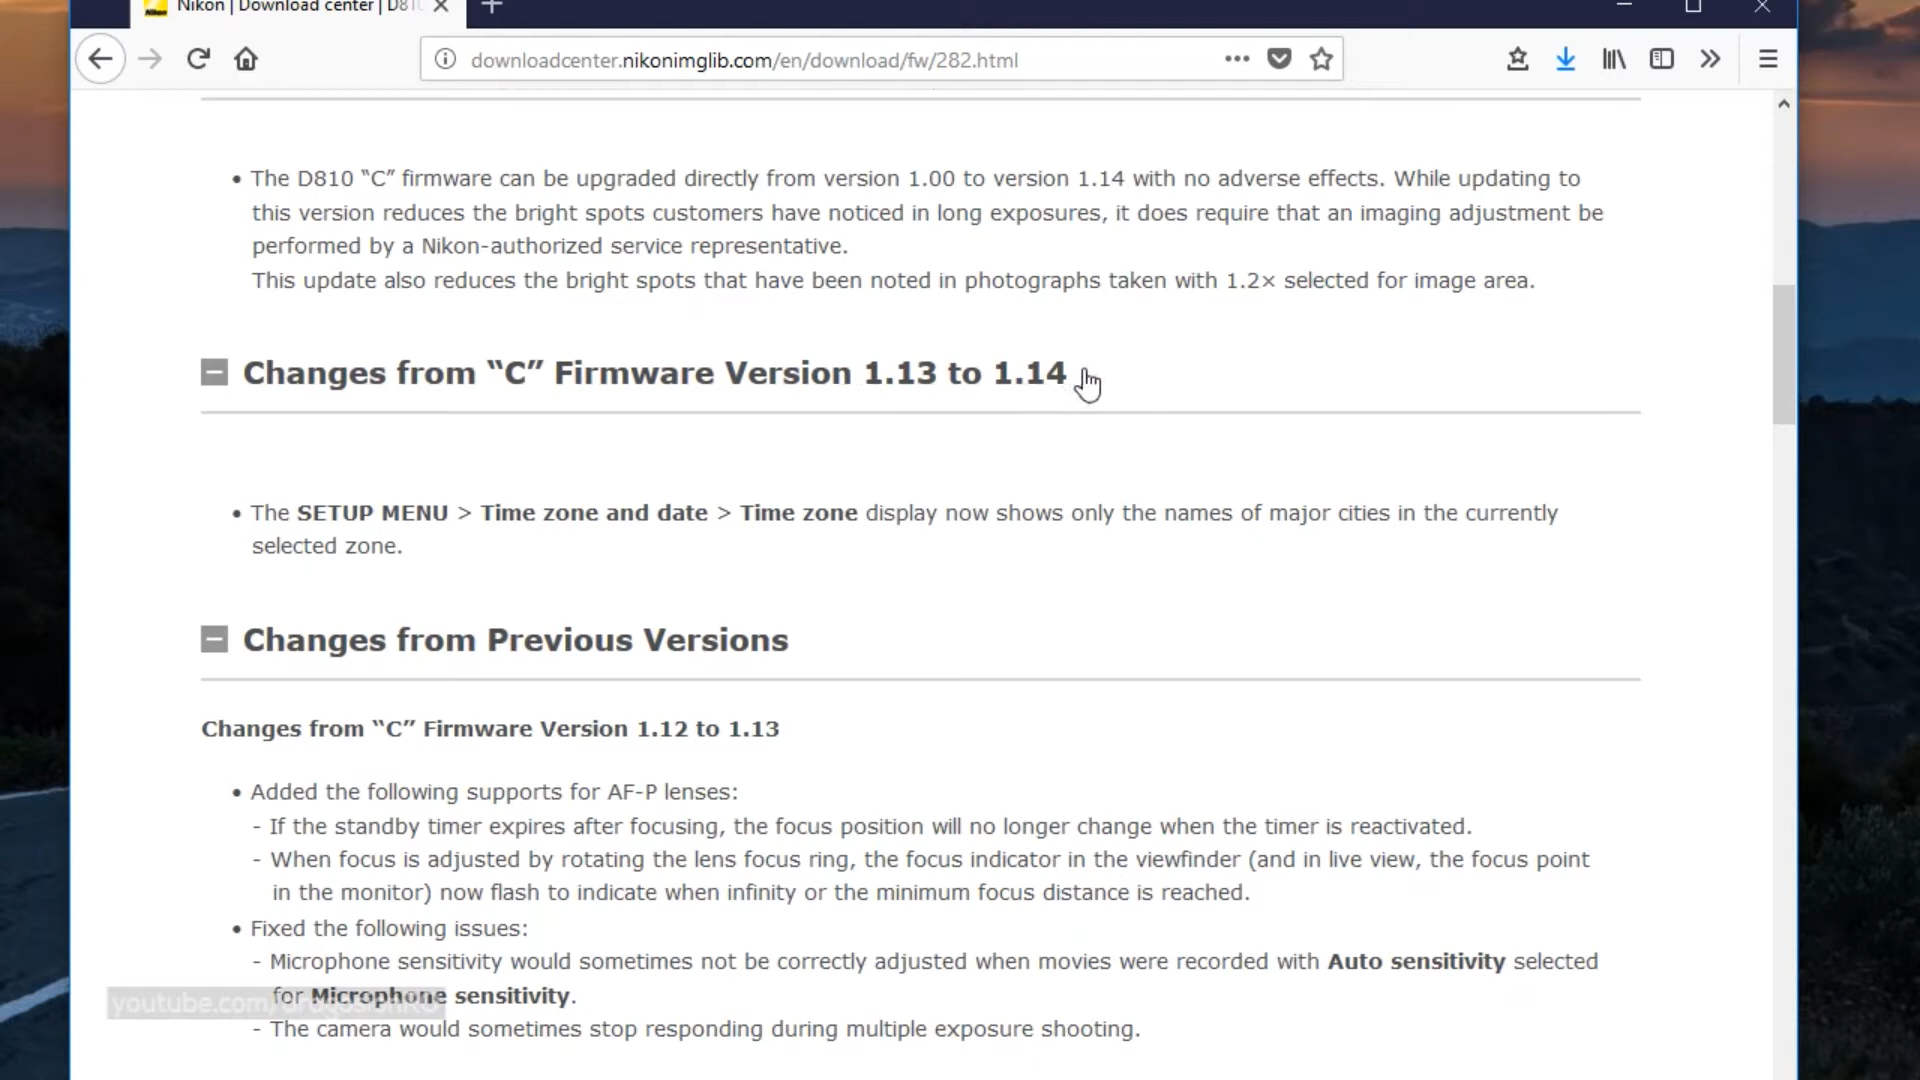 Nikon | Download center | D810
downloadcenter.nikonimglib.com/en/download/fw/282.html
• The D810 “C” firmware can be upgraded directly from version 1.00 to version 1.14 with no adverse effects. While updating to
this version reduces the bright spots customers have noticed in long exposures, it does require that an imaging adjustment be
performed by a Nikon-authorized service representative.
This update also reduces the bright spots that have been noted in photographs taken with 1.2× selected for image area.
Changes from “C” Firmware Version 1.13 to 1.14
• The SETUP MENU > Time zone and date > Time zone display now shows only the names of major cities in the currently
selected zone.
Changes from Previous Versions
Changes from “C” Firmware Version 1.12 to 1.13
• Added the following supports for AF-P lenses:
- If the standby timer expires after focusing, the focus position will no longer change when the timer is reactivated.
- When focus is adjusted by rotating the lens focus ring, the focus indicator in the viewfinder (and in live view, the focus point
in the monitor) now flash to indicate when infinity or the minimum focus distance is reached.
• Fixed the following issues:
- Microphone sensitivity would sometimes not be correctly adjusted when movies were recorded with Auto sensitivity selected
for Microphone sensitivity.
- The camera would sometimes stop responding during multiple exposure shooting.